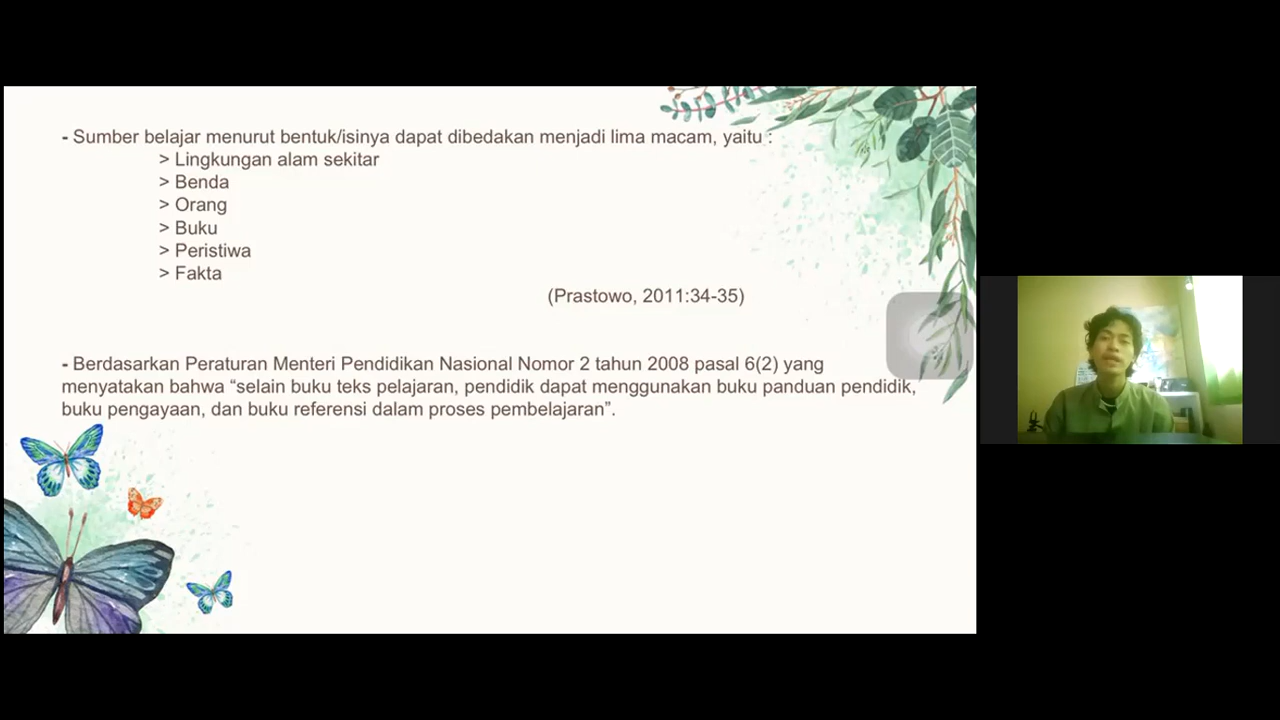 - Sumber belajar menurut bentuk/isinya dapat dibedakan menjadi lima macam, yaitu :
> Lingkungan alam sekitar
> Benda
> Orang
> Buku
> Peristiwa
> Fakta
(Prastowo, 2011:34-35)
- Berdasarkan Peraturan Menteri Pendidikan Nasional Nomor 2 tahun 2008 pasal 6(2) yang
menyatakan bahwa “selain buku teks pelajaran, pendidik dapat menggunakan buku panduan pendidik,
buku pengayaan, dan buku referensi dalam proses pembelajaran”.